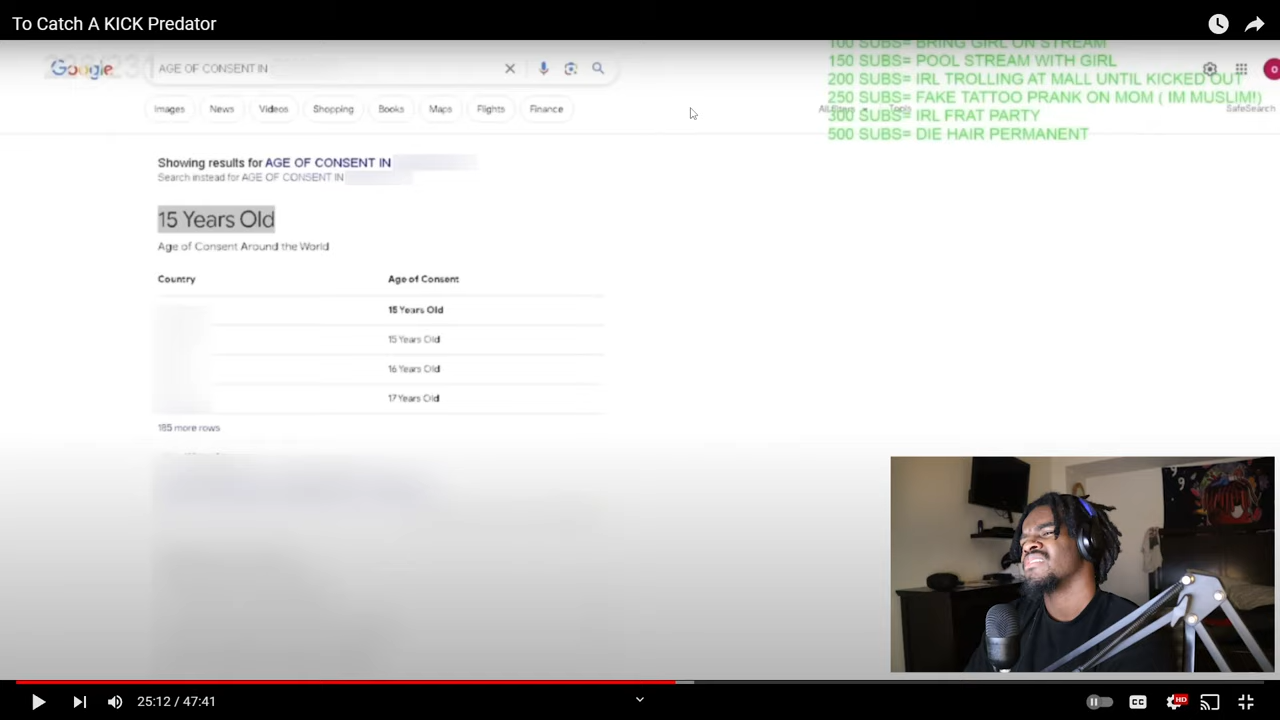 To Catch A KICK Predator
100 SUBS= BRING GIRL ON STREAM
150 SUBS= POOL STREAM WITH GIRL
200 SUBS= IRL TROLLING AT MALL UNTIL KICKED OUT
250 SUBS= FAKE TATTOO PRANK ON MOM ( IM MUSLIM!)
300 SUBS= IRL FRAT PARTY
500 SUBS= DIE HAIR PERMANENT
Google
AGE OF CONSENT IN
Images News Videos Shopping Books Maps Flights Finance
SafeSearch
Showing results for AGE OF CONSENT IN
Search instead for AGE OF CONSENT IN
15 Years Old
Age of Consent Around the World
Country Age of Consent
15 Years Old
15 Years Old
16 Years Old
17 Years Old
185 more rows
25:12 / 47:41
CC
HD